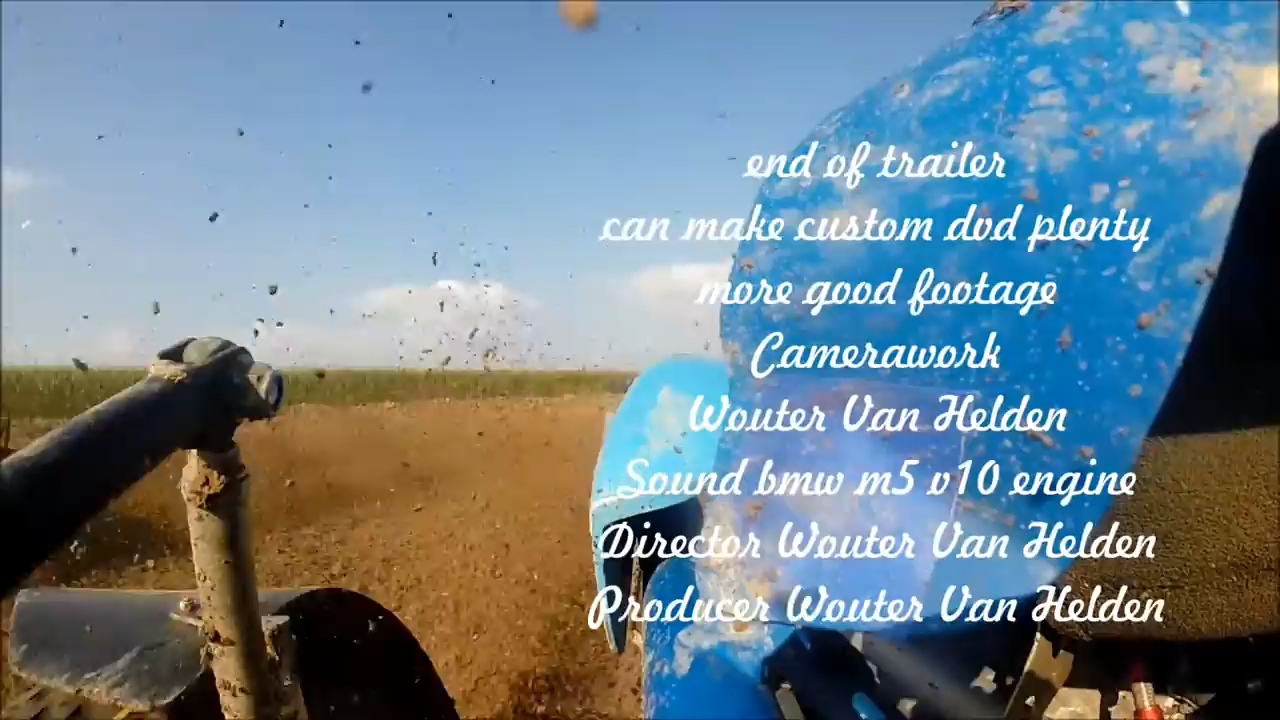 end of trailer
can make custom dvd plenty
more good footage
Camerawork
Wouter Van Helden
Sound bmw m5 v10 engine
Director Wouter Van Helden
Producer Wouter Van Helden